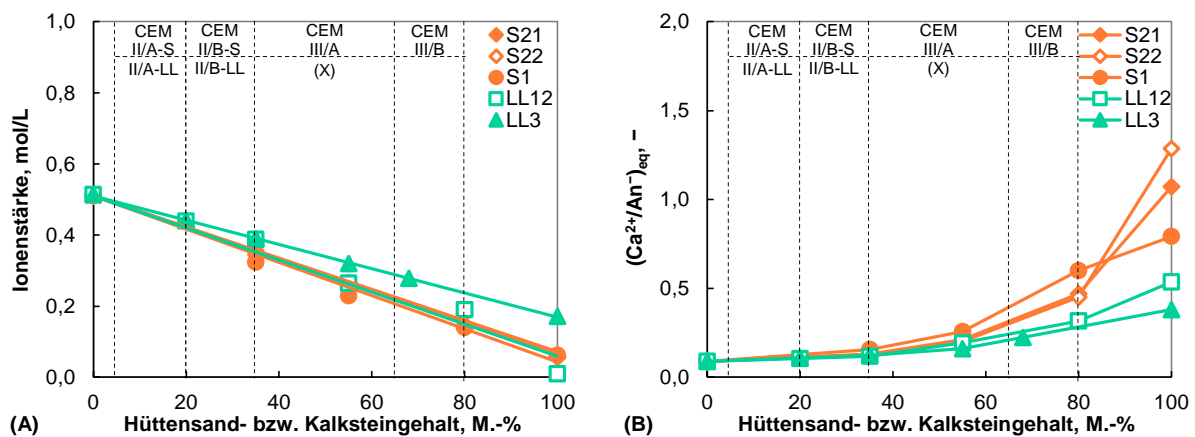 CEM CEM CEM CEM
II/A-S II/B-S III/A III/B
II/A-LL II/B-LL (X)
S21
S22
S1
LL12
LL3
1,0
0,8
0,6
0,4
0,2
0,0
Ionenstärke, mol/L
0 20 40 60 80 100
(A) Hüttensand- bzw. Kalksteingehalt, M.-%
CEM CEM CEM CEM
II/A-S II/B-S III/A III/B
II/A-LL II/B-LL (X)
S21
S22
S1
LL12
LL3
2,0
1,5
1,0
0,5
0,0
(Ca²⁺/An⁻)eq, –
0 20 40 60 80 100
(B) Hüttensand- bzw. Kalksteingehalt, M.-%